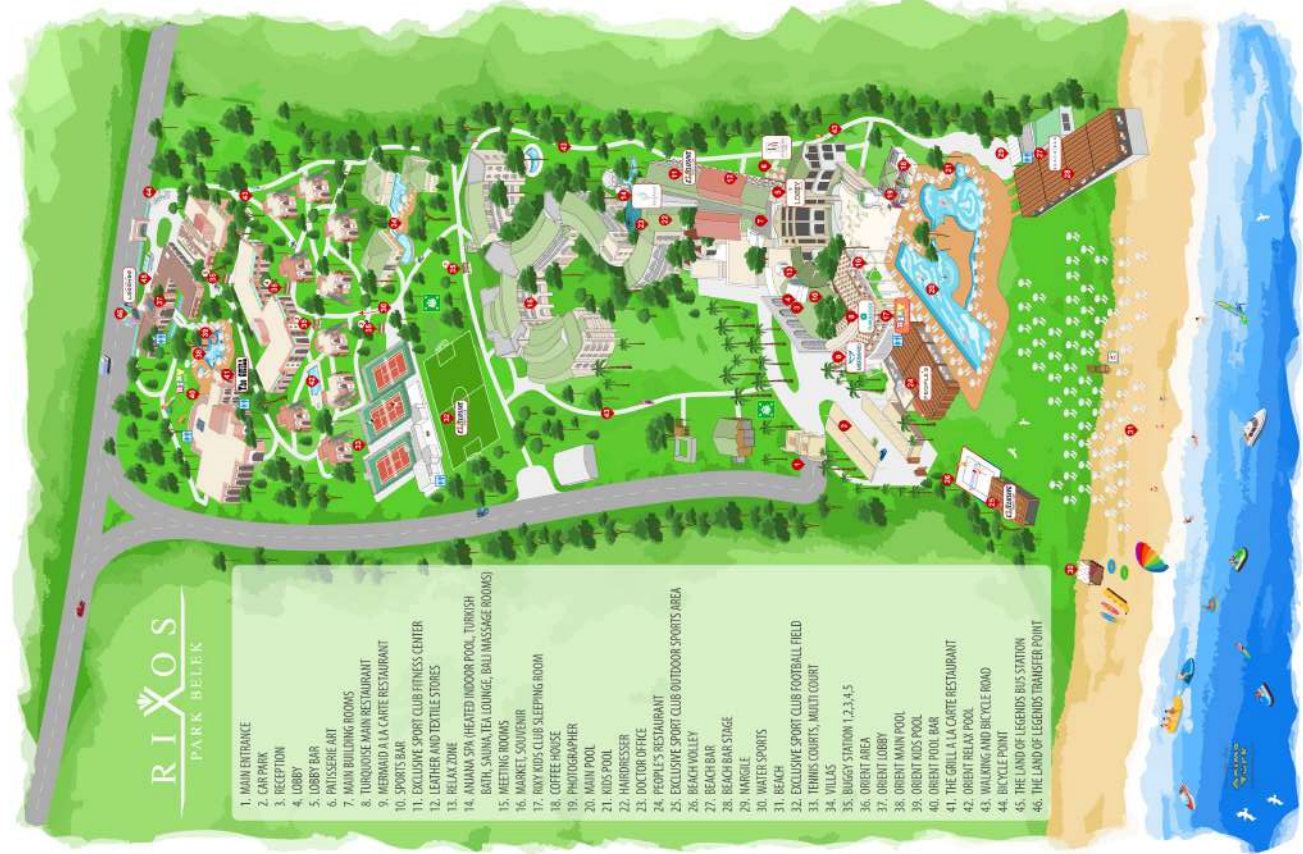 RIXOS
PARK BELEK
1. MAIN ENTRANCE
2. CAR PARK
3. RECEPTION
4. LOBBY
5. LOBBY BAR
6. PATISSERIE ART
7. MAIN BUILDING ROOMS
8. TURQUOISE MAIN RESTAURANT
9. MERMAID A LA CARTE RESTAURANT
10. SPORTS BAR
11. EXCLUSIVE SPORT CLUB FITNESS CENTER
12. LEATHER AND TEXTILE STORES
13. RELAX ZONE
14. ANJANA SPA (HEATED INDOOR POOL, TURKISH
BATH, SAUNA, TEA LOUNGE, BALI MASSAGE ROOMS)
15. MEETING ROOMS
16. MARKET, SOUVENIR
17. RIXY KIDS CLUB SLEEPING ROOM
18. COFFEE HOUSE
19. PHOTOGRAPHER
20. MAIN POOL
21. KIDS POOL
22. HAIRDRESSER
23. DOCTOR OFFICE
24. PEOPLE'S RESTAURANT
25. EXCLUSIVE SPORT CLUB OUTDOOR SPORTS AREA
26. BEACH VOLLEY
27. BEACH BAR
28. BEACH BAR STAGE
29. NARGILE
30. WATER SPORTS
31. BEACH
32. EXCLUSIVE SPORT CLUB FOOTBALL FIELD
33. TENNIS COURTS, MULTI COURT
34. VILLAS
35. BUGGY STATION 1,2,3,4,5
36. ORIENT AREA
37. ORIENT LOBBY
38. ORIENT MAIN POOL
39. ORIENT KIDS POOL
40. ORIENT POOL BAR
41. THE GRILL A LA CARTE RESTAURANT
42. ORIENT RELAX POOL
43. WALKING AND BICYCLE ROAD
44. BICYCLE POINT
45. THE LAND OF LEGENDS BUS STATION
46. THE LAND OF LEGENDS TRANSFER POINT
LEGENDS
THE GRILL
LOBBY
MERMAID
PEOPLE'S